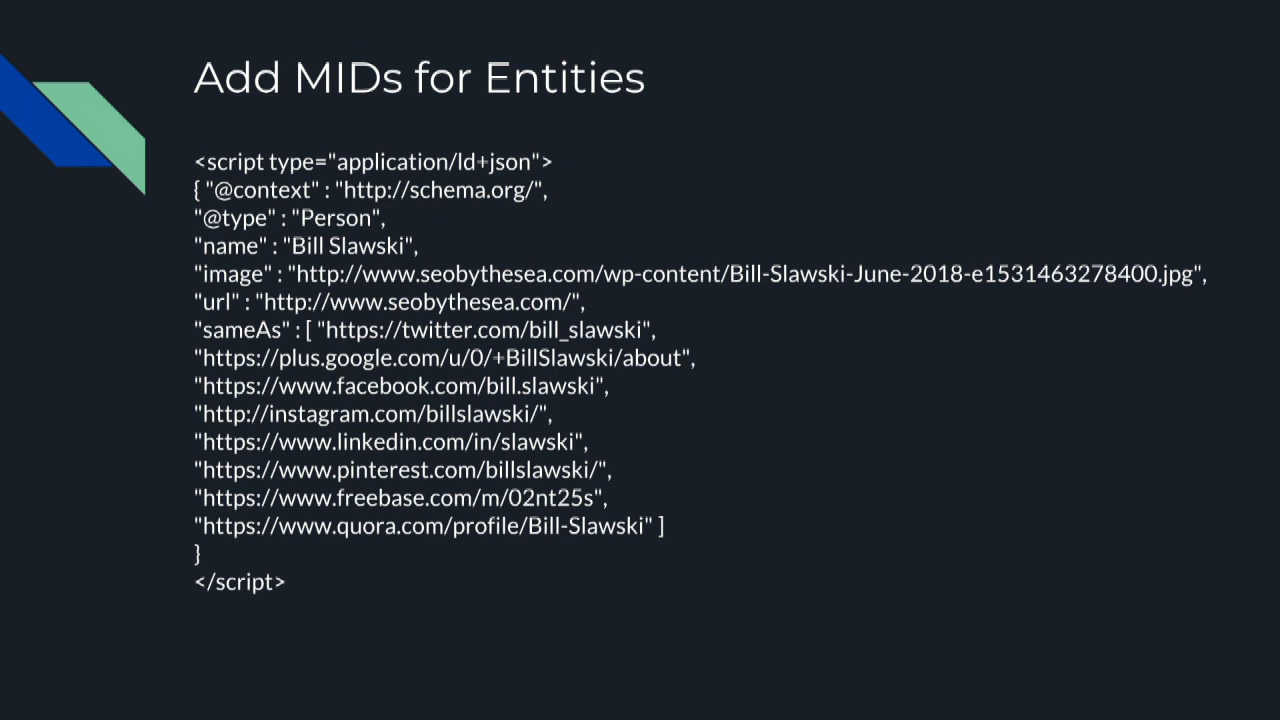 Add MIDs for Entities
<script type="application/ld+json">
{ "@context" : "http://schema.org/",
"@type" : "Person",
"name" : "Bill Slawski",
"image" : "http://www.seobythesea.com/wp-content/Bill-Slawski-June-2018-e1531463278400.jpg",
"url" : "http://www.seobythesea.com/",
"sameAs" : [ "https://twitter.com/bill_slawski",
"https://plus.google.com/u/0/+BillSlawski/about",
"https://www.facebook.com/bill.slawski",
"http://instagram.com/billslawski/",
"https://www.linkedin.com/in/slawski",
"https://www.pinterest.com/billslawski/",
"https://www.freebase.com/m/02nt25s",
"https://www.quora.com/profile/Bill-Slawski" ]
}
</script>